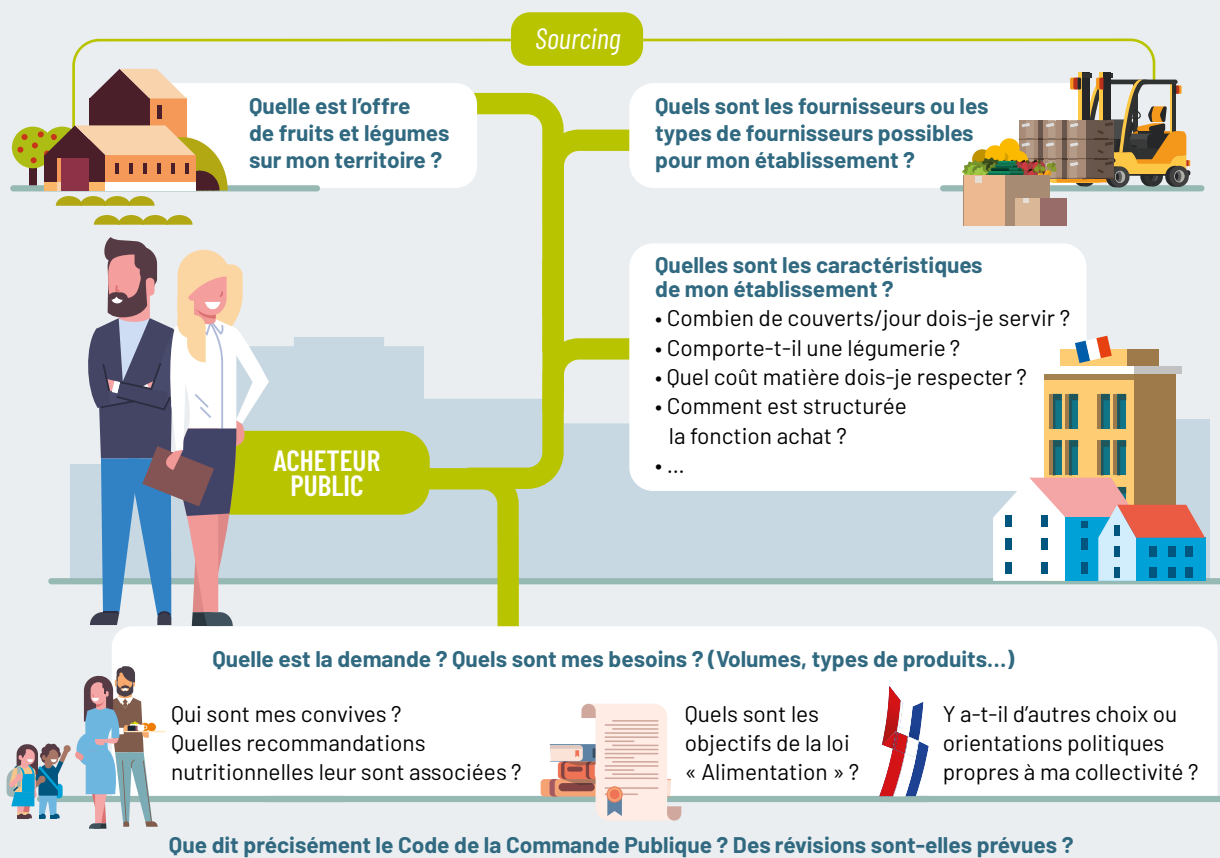 Sourcing
Quelle est l'offre
de fruits et légumes
sur mon territoire ?
Quels sont les fournisseurs ou les
types de fournisseurs possibles
pour mon établissement ?
Quelles sont les caractéristiques
de mon établissement ?
• Combien de couverts/jour dois-je servir ?
• Comporte-t-il une légumerie ?
• Quel coût matière dois-je respecter ?
• Comment est structurée
la fonction achat ?
• ...
ACHETEUR
PUBLIC
Quelle est la demande ? Quels sont mes besoins ? (Volumes, types de produits...)
Qui sont mes convives ?
Quelles recommandations
nutritionnelles leur sont associées ?
Quels sont les
objectifs de la loi
« Alimentation » ?
Y a-t-il d'autres choix ou
orientations politiques
propres à ma collectivité ?
Que dit précisément le Code de la Commande Publique ? Des révisions sont-elles prévues ?